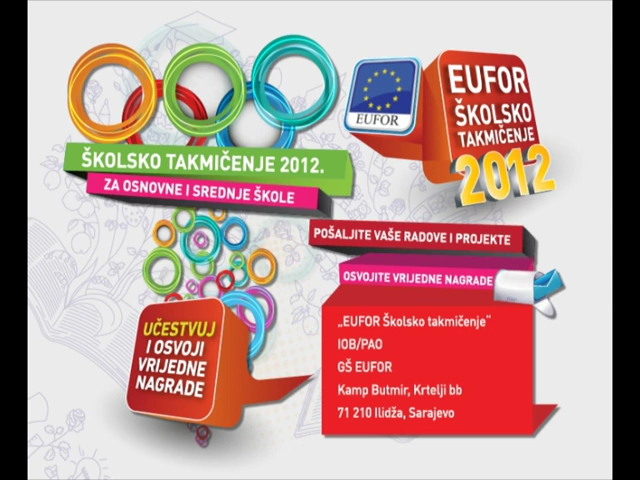 ŠKOLSKO TAKMIČENJE 2012.
ZA OSNOVNE I SREDNJE ŠKOLE
EUFOR
EUFOR
ŠKOLSKO
TAKMIČENJE
2012
POŠALJITE VAŠE RADOVE I PROJEKTE
OSVOJITE VRIJEDNE NAGRADE
„EUFOR Školsko takmičenje“
IOB/PAO
GŠ EUFOR
Kamp Butmir, Krtelji bb
71 210 Ilidža, Sarajevo
UČESTVUJ
I OSVOJI
VRIJEDNE
NAGRADE